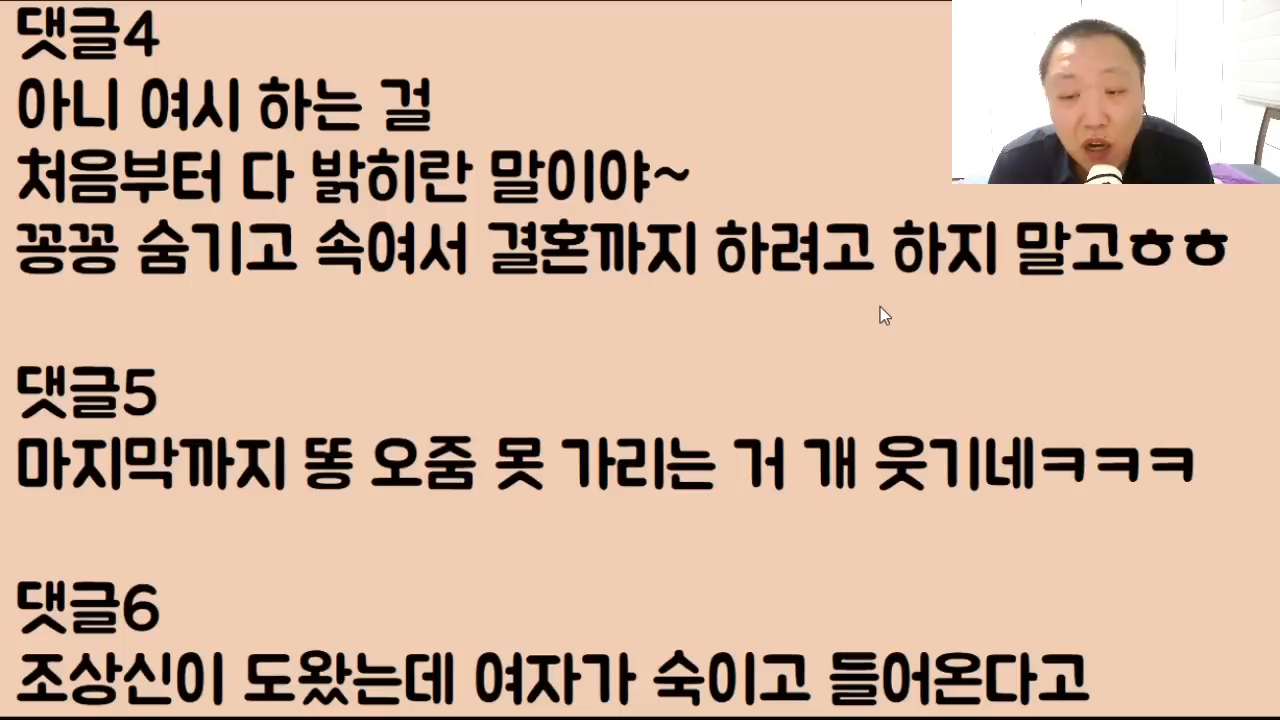 댓글4
아니 여시 하는 걸
처음부터 다 밝히란 말이야~
꽁꽁 숨기고 속여서 결혼까지 하려고 하지 말고ㅎㅎ
댓글5
마지막까지 똥 오줌 못 가리는 거 개 웃기네ㅋㅋㅋ
댓글6
조상신이 도왔는데 여자가 숙이고 들어온다고